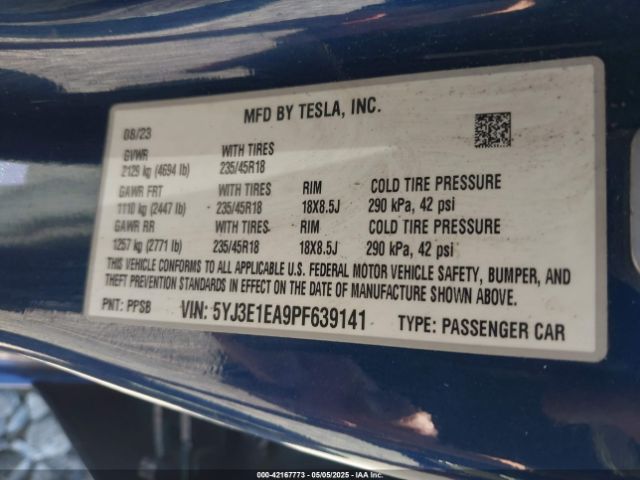 MFD BY TESLA, INC.
08/23
GVWR WITH TIRES
2129 kg (4694 lb) 235/45R18
GAWR FRT WITH TIRES RIM COLD TIRE PRESSURE
1110 kg (2447 lb) 235/45R18 18X8.5J 290 kPa, 42 psi
GAWR RR WITH TIRES RIM COLD TIRE PRESSURE
1257 kg (2771 lb) 235/45R18 18X8.5J 290 kPa, 42 psi
THIS VEHICLE CONFORMS TO ALL APPLICABLE U.S. FEDERAL MOTOR VEHICLE SAFETY, BUMPER, AND
THEFT PREVENTION STANDARDS IN EFFECT ON THE DATE OF MANUFACTURE SHOWN ABOVE.
PNT: PPSB VIN: 5YJ3E1EA9PF639141 TYPE: PASSENGER CAR
000-42167773 - 05/05/2025 - IAAI.COM